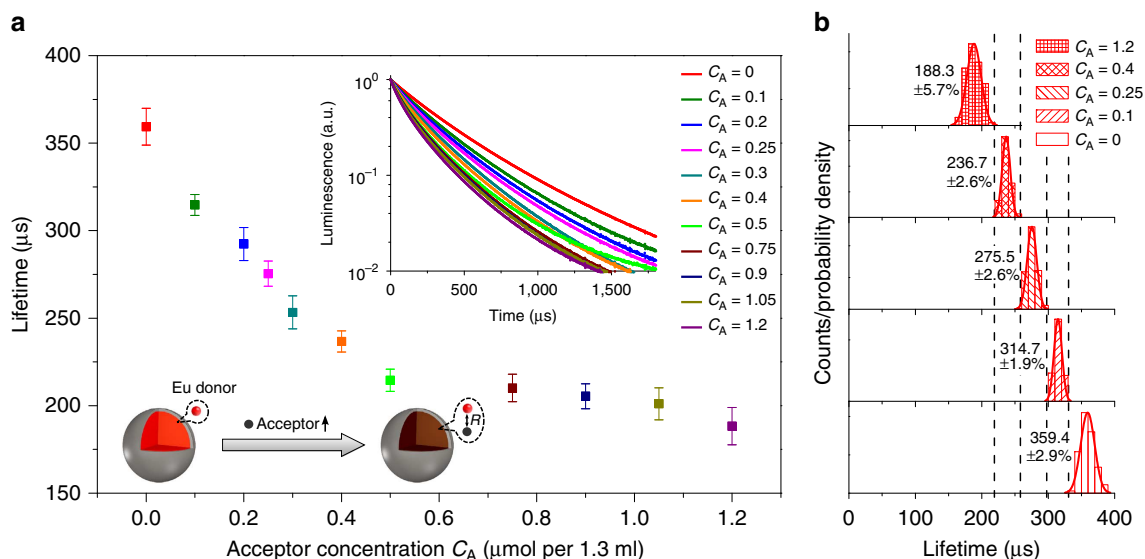 a
400
350
300
250
200
150
Lifetime (μs)
0.0
0.2
0.4
0.6
0.8
1.0
1.2
Acceptor concentration C_A (μmol per 1.3 ml)
10^0
10^-1
10^-2
Luminescence (a.u.)
0
500
1,000
1,500
Time (μs)
C_A = 0
C_A = 0.1
C_A = 0.2
C_A = 0.25
C_A = 0.3
C_A = 0.4
C_A = 0.5
C_A = 0.75
C_A = 0.9
C_A = 1.05
C_A = 1.2
Eu donor
Acceptor
R
b
Counts/probability density
188.3
±5.7%
236.7
±2.6%
275.5
±2.6%
314.7
±1.9%
359.4
±2.9%
C_A = 1.2
C_A = 0.4
C_A = 0.25
C_A = 0.1
C_A = 0
0
100
200
300
400
Lifetime (μs)